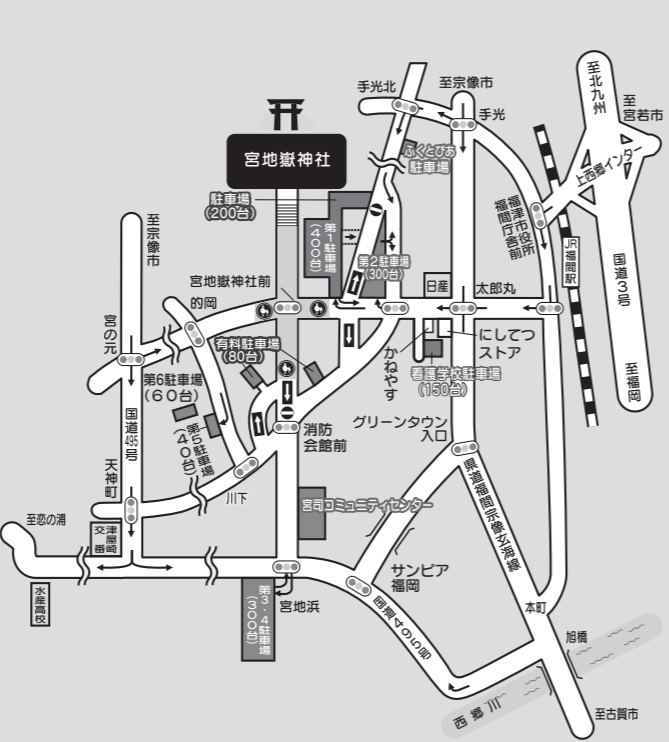 手光北
至宗像市
手光
至北九州
至宮若市
上西郷インター
宮地嶽神社
ふくとぴあ
駐車場
駐車場
(200台)
第1駐車場
(400台)
第2駐車場
(300台)
福津市役所
福間庁舎前
JR福間駅
国道3号
至福岡
至宗像市
宮地嶽神社前
的岡
日産
太郎丸
宮の元
有料駐車場
(80台)
かねやす
にしてつ
ストア
看護学校駐車場
(150台)
第6駐車場
(60台)
国道495号
第5駐車場
(40台)
消防
会館前
グリーンタウン
入口
天神町
川下
県道福間宗像玄海線
至恋の浦
津屋崎
交番
宮司コミュニティセンター
水産高校
第3・4駐車場
(300台)
宮地浜
サンピア
福岡
国道495号
本町
旭橋
西郷川
至古賀市